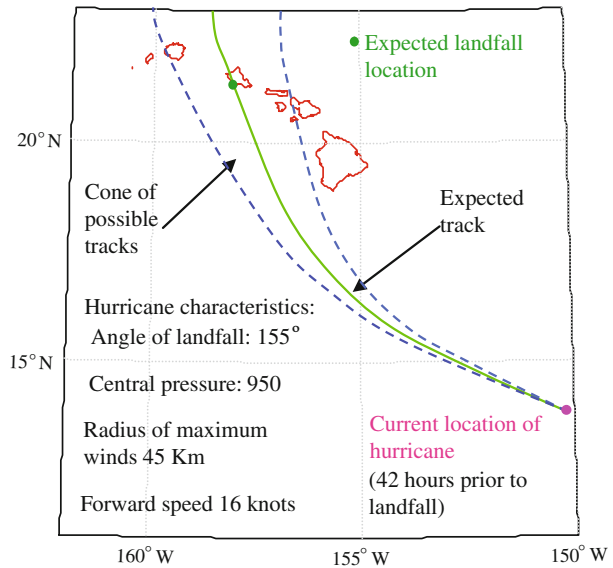 Expected landfall
location
20°N
Cone of
possible
tracks
Expected
track
Hurricane characteristics:
Angle of landfall: 155°
15°N
Central pressure: 950
Radius of maximum
winds 45 Km
Current location of
hurricane
(42 hours prior to
landfall)
Forward speed 16 knots
160° W
155° W
150° W